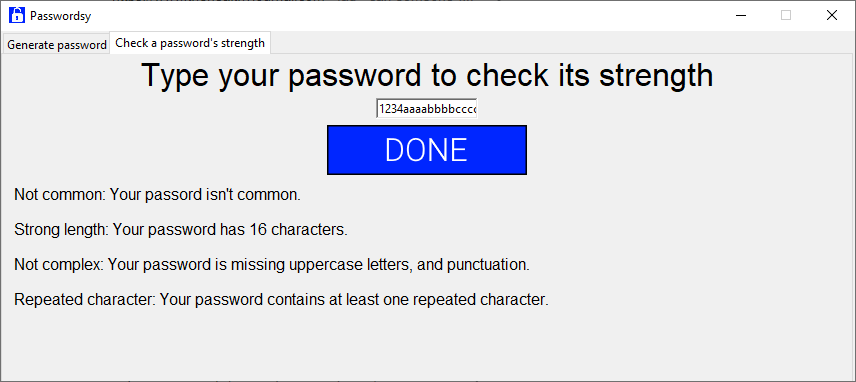 Passwordsy
Generate password Check a password's strength
Type your password to check its strength
1234aaaabbbbcccc
DONE
Not common: Your passord isn't common.
Strong length: Your password has 16 characters.
Not complex: Your password is missing uppercase letters, and punctuation.
Repeated character: Your password contains at least one repeated character.